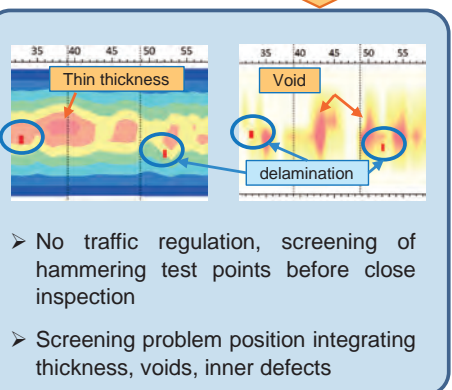 35 40 45 50 55
35 40 45 50 55
Thin thickness
Void
delamination
➢ No traffic regulation, screening of
hammering test points before close
inspection
➢ Screening problem position integrating
thickness, voids, inner defects